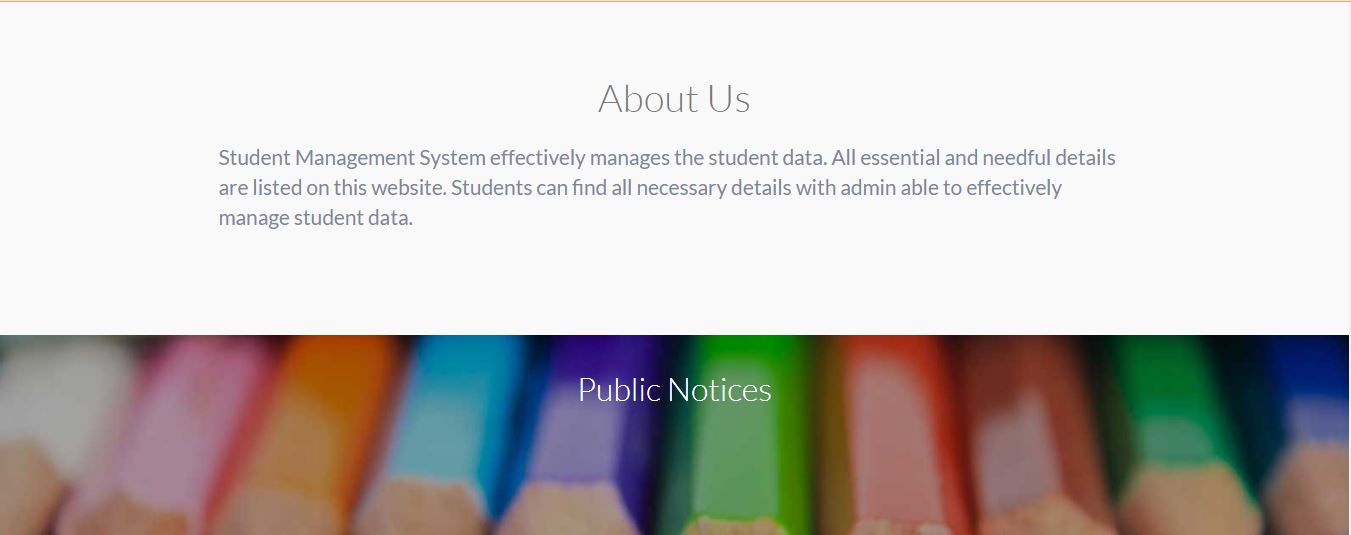 About Us
Student Management System effectively manages the student data. All essential and needful details
are listed on this website. Students can find all necessary details with admin able to effectively
manage student data.
Public Notices